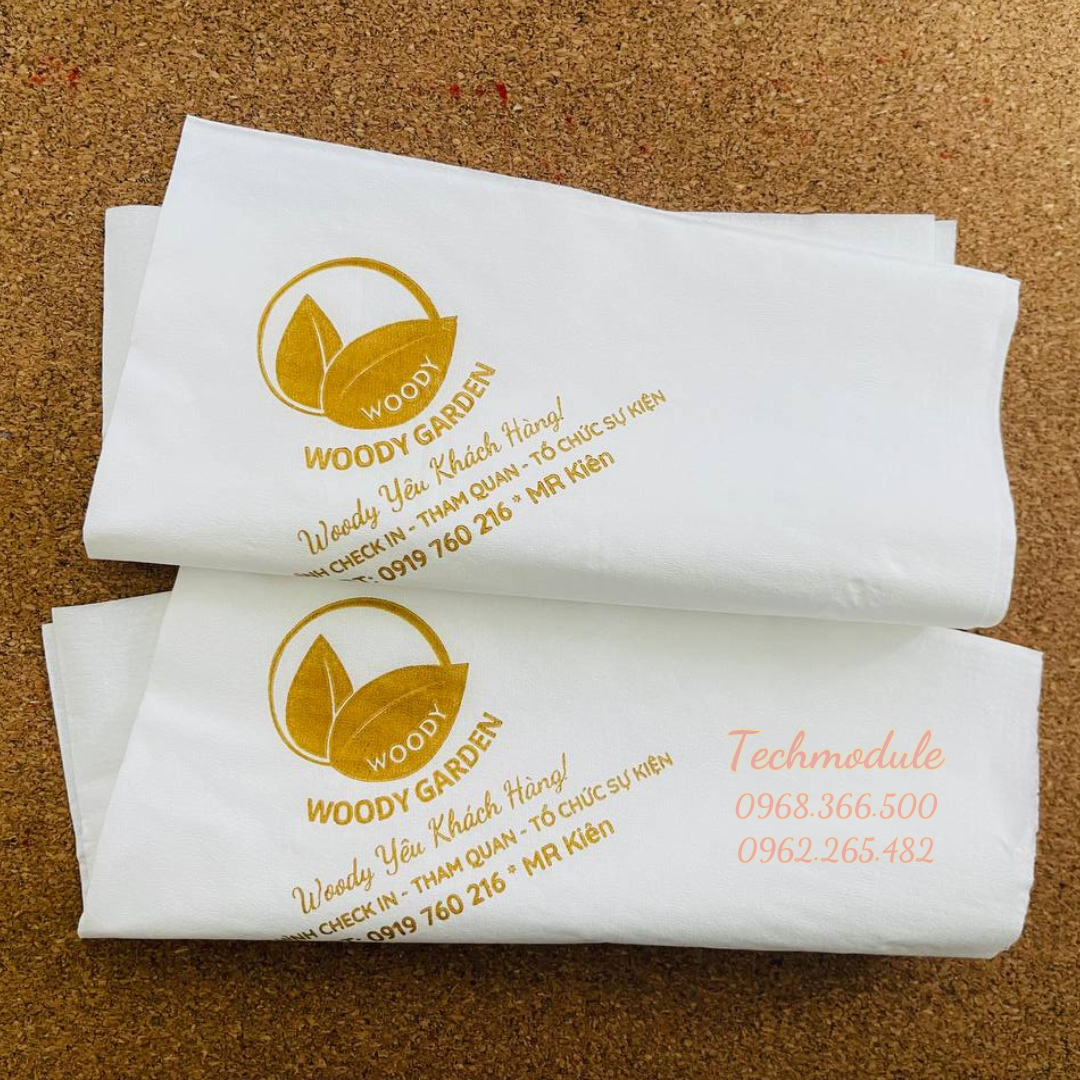 WOODY
WOODY GARDEN
Woody Yêu Khách Hàng!
CHECK IN - THAM QUAN - TỔ CHỨC SỰ KIỆN
0919 760 216 * MR Kiên
WOODY
WOODY GARDEN
Woody Yêu Khách Hàng!
CHECK IN - THAM QUAN - TỔ CHỨC SỰ KIỆN
0919 760 216 * MR Kiên
Techmodule
0968.366.500
0962.265.482